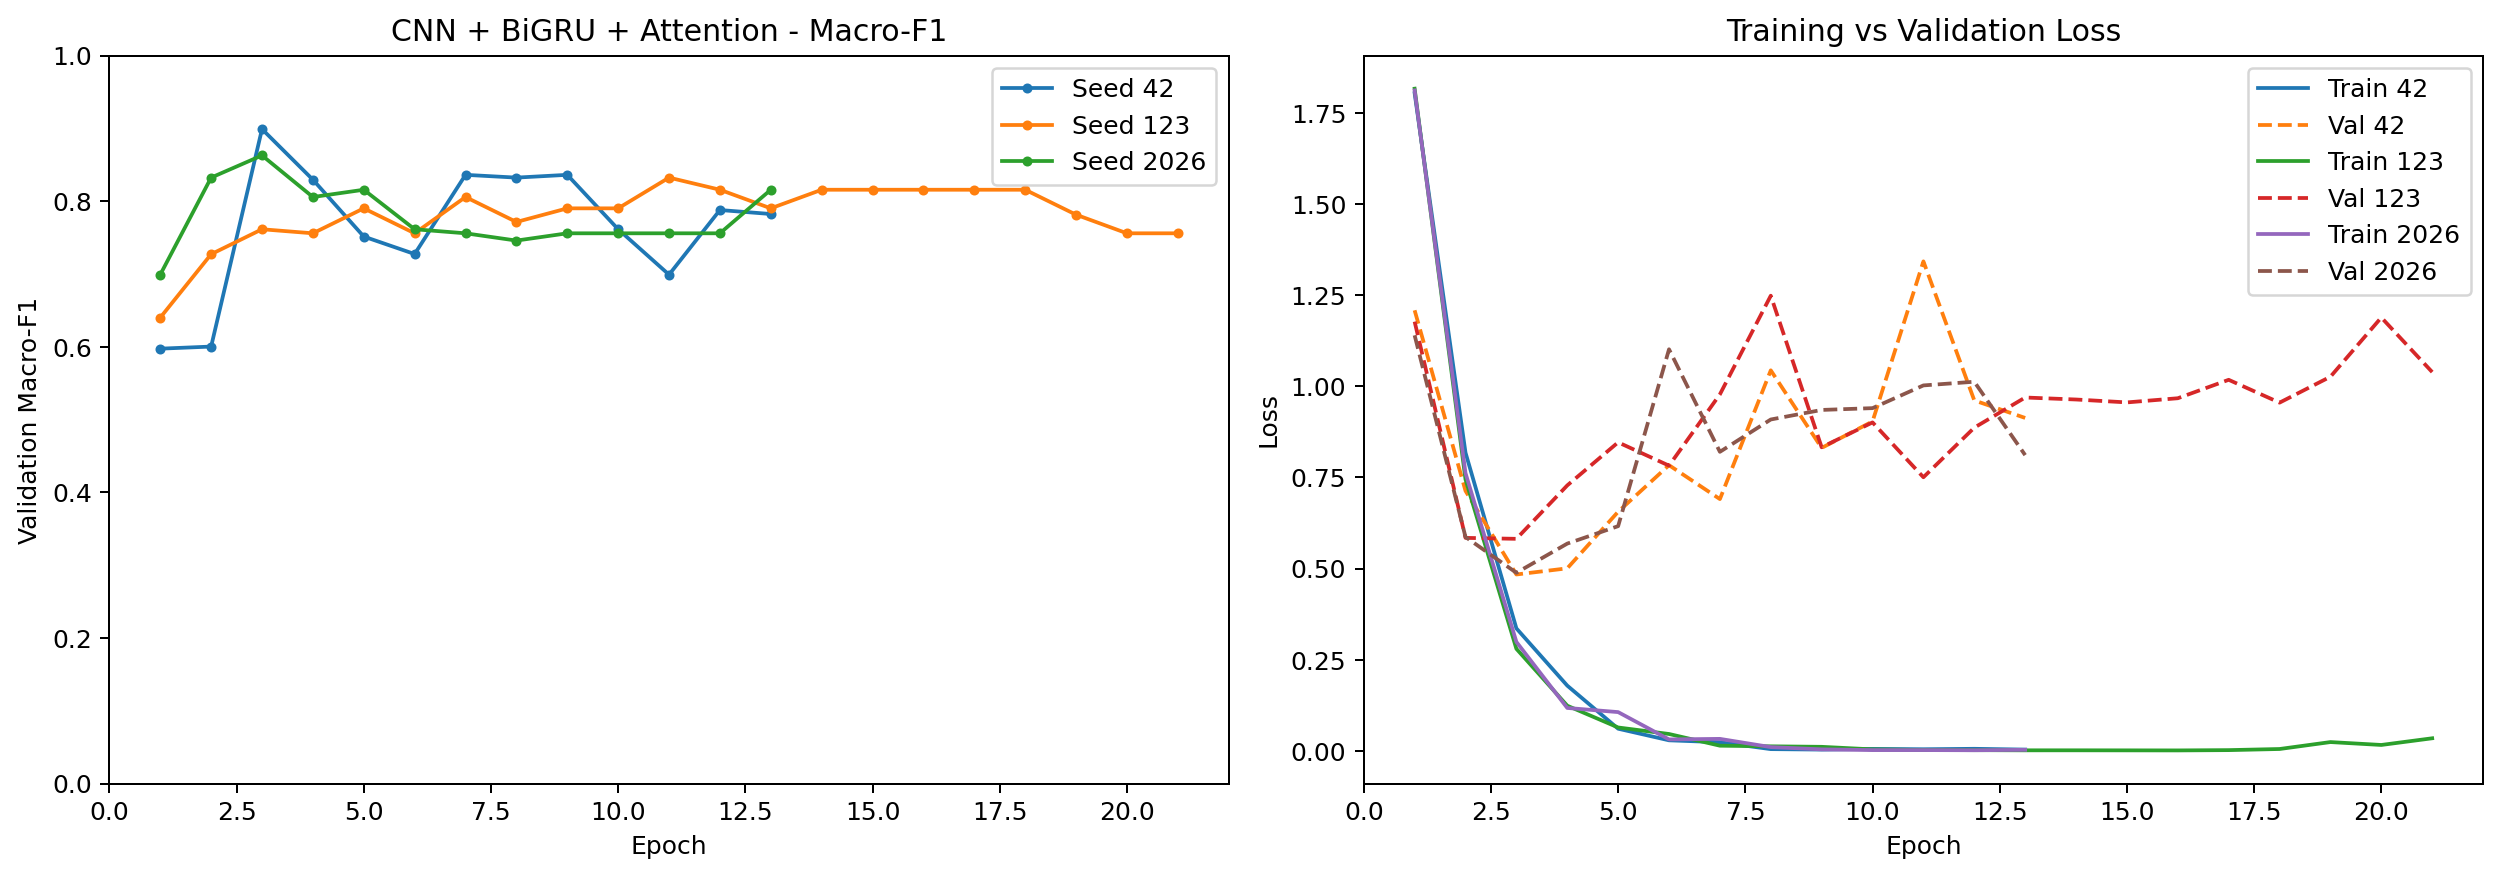 CNN + BiGRU + Attention - Macro-F1
1.0
0.8
0.6
0.4
0.2
0.0
Validation Macro-F1
0.0 2.5 5.0 7.5 10.0 12.5 15.0 17.5 20.0
Epoch
Seed 42
Seed 123
Seed 2026
Training vs Validation Loss
1.75
1.50
1.25
1.00
0.75
0.50
0.25
0.00
Loss
0.0 2.5 5.0 7.5 10.0 12.5 15.0 17.5 20.0
Epoch
Train 42
Val 42
Train 123
Val 123
Train 2026
Val 2026